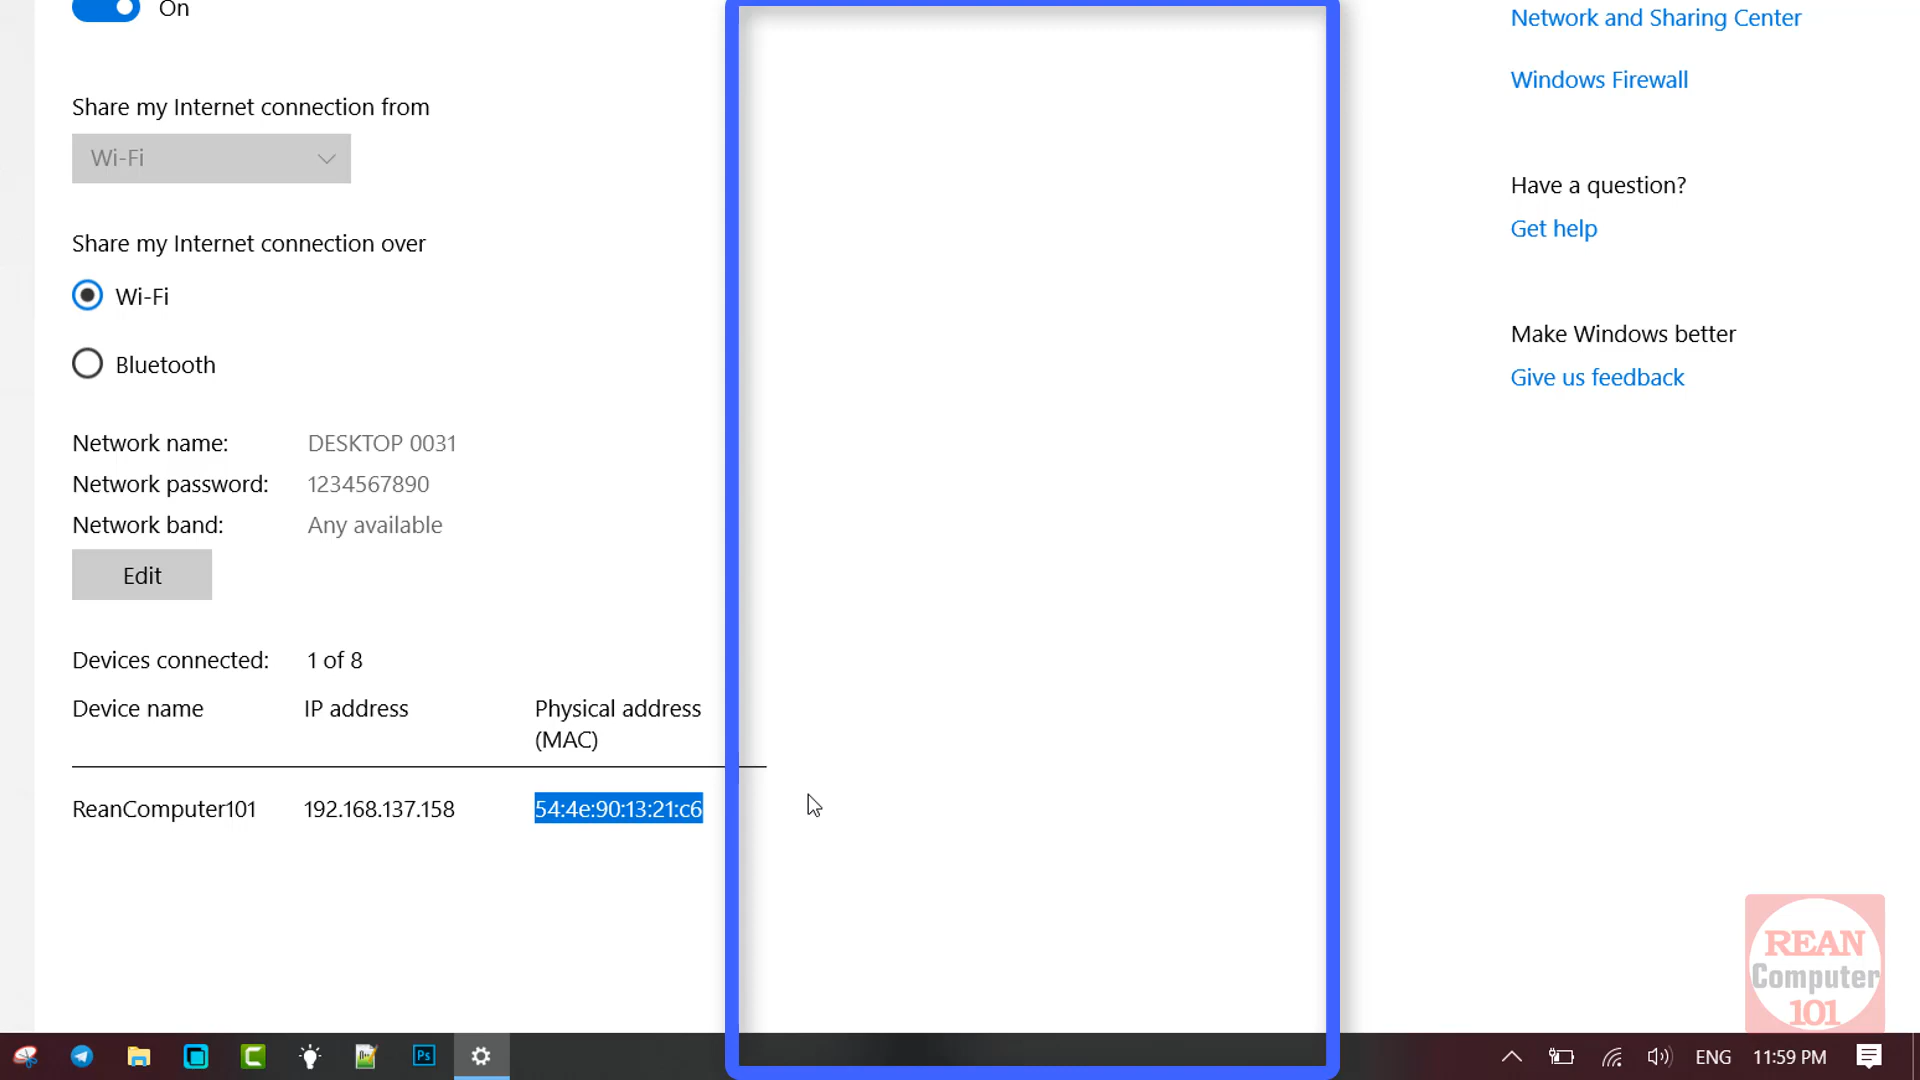 On
Share my Internet connection from
Wi-Fi
Share my Internet connection over
Wi-Fi
Bluetooth
Network name: DESKTOP 0031
Network password: 1234567890
Network band: Any available
Edit
Devices connected: 1 of 8
Device name IP address Physical address
(MAC)
ReanComputer101 192.168.137.158 54:4e:90:13:21:c6
Network and Sharing Center
Windows Firewall
Have a question?
Get help
Make Windows better
Give us feedback
REAN
Computer
101
Ps
ENG 11:59 PM